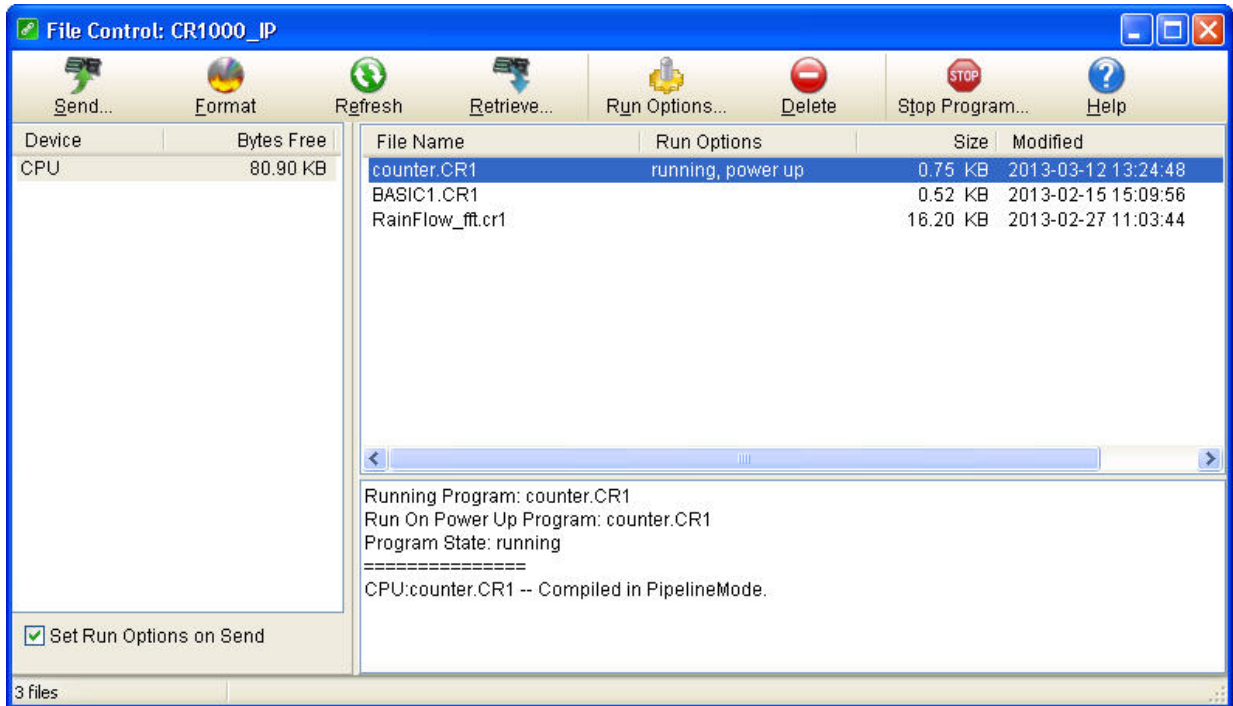 File Control: CR1000_IP
Send... Format Refresh Retrieve... Run Options... Delete STOP Stop Program... ? Help
Device Bytes Free
CPU 80.90 KB
File Name Run Options Size Modified
counter.CR1 running, power up 0.75 KB 2013-03-12 13:24:48
BASIC1.CR1 0.52 KB 2013-02-15 15:09:56
RainFlow_fft.cr1 16.20 KB 2013-02-27 11:03:44
Running Program: counter.CR1
Run On Power Up Program: counter.CR1
Program State: running
===============
CPU:counter.CR1 -- Compiled in PipelineMode.
Set Run Options on Send
3 files